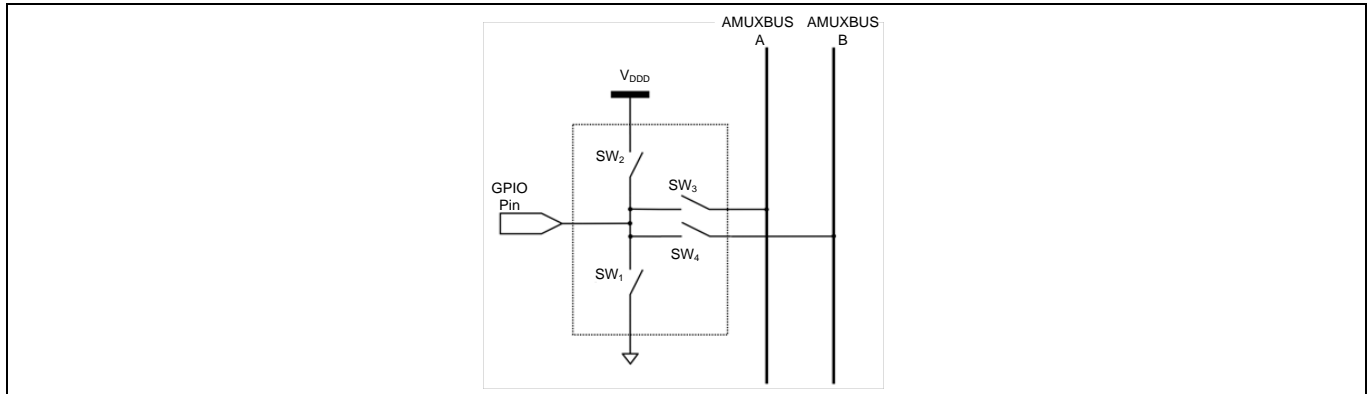 AMUXBUS AMUXBUS
A B
VDDD
SW2
GPIO
Pin
SW3
SW4
SW1